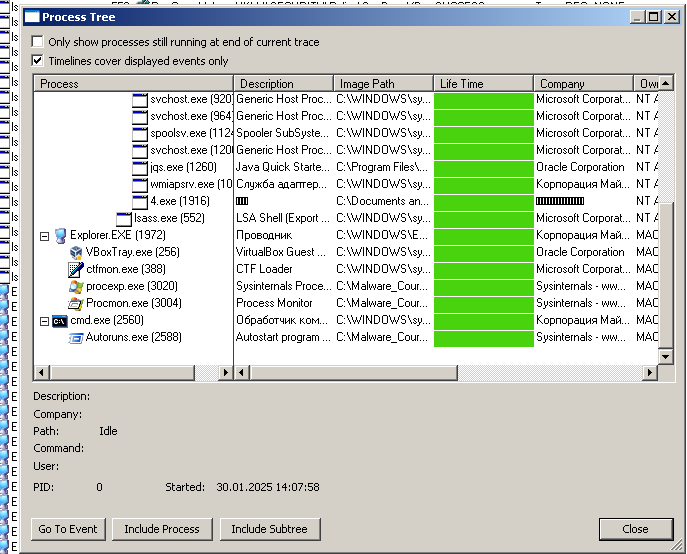 Process Tree
Only show processes still running at end of current trace
Timelines cover displayed events only
Process Description Image Path Life Time Company Own
svchost.exe (920) Generic Host Proc... C:\WINDOWS\sy... Microsoft Corporat... NT A
svchost.exe (964) Generic Host Proc... C:\WINDOWS\sy... Microsoft Corporat... NT A
spoolsv.exe (1124 Spooler SubSyste... C:\WINDOWS\sy... Microsoft Corporat... NT A
svchost.exe (1200 Generic Host Proc... C:\WINDOWS\sy... Microsoft Corporat... NT A
jqs.exe (1260) Java Quick Starte... C:\Program Files\... Oracle Corporation NT A
wmiapsrv.exe (10 Служба адаптер... C:\WINDOWS\sy... Корпорация Май... NT A
4.exe (1916) C:\Documents an... NT A
lsass.exe (552) LSA Shell (Export ... C:\WINDOWS\sy... Microsoft Corporat... NT A
Explorer.EXE (1972) Проводник C:\WINDOWS\E... Корпорация Май... MAC
VBoxTray.exe (256) VirtualBox Guest ... C:\WINDOWS\sy... Oracle Corporation MAC
ctfmon.exe (388) CTF Loader C:\WINDOWS\sy... Microsoft Corporat... MAC
procexp.exe (3020) Sysinternals Proce... C:\Malware_Cour... Sysinternals - ww... MAC
Procmon.exe (3004) Process Monitor C:\Malware_Cour... Sysinternals - ww... MAC
cmd.exe (2560) Обработчик ком... C:\WINDOWS\sy... Корпорация Май... MAC
Autoruns.exe (2588) Autostart program ... C:\Malware_Cour... Sysinternals - ww... MAC
Description:
Company:
Path: Idle
Command:
User:
PID: 0 Started: 30.01.2025 14:07:58
Go To Event Include Process Include Subtree Close